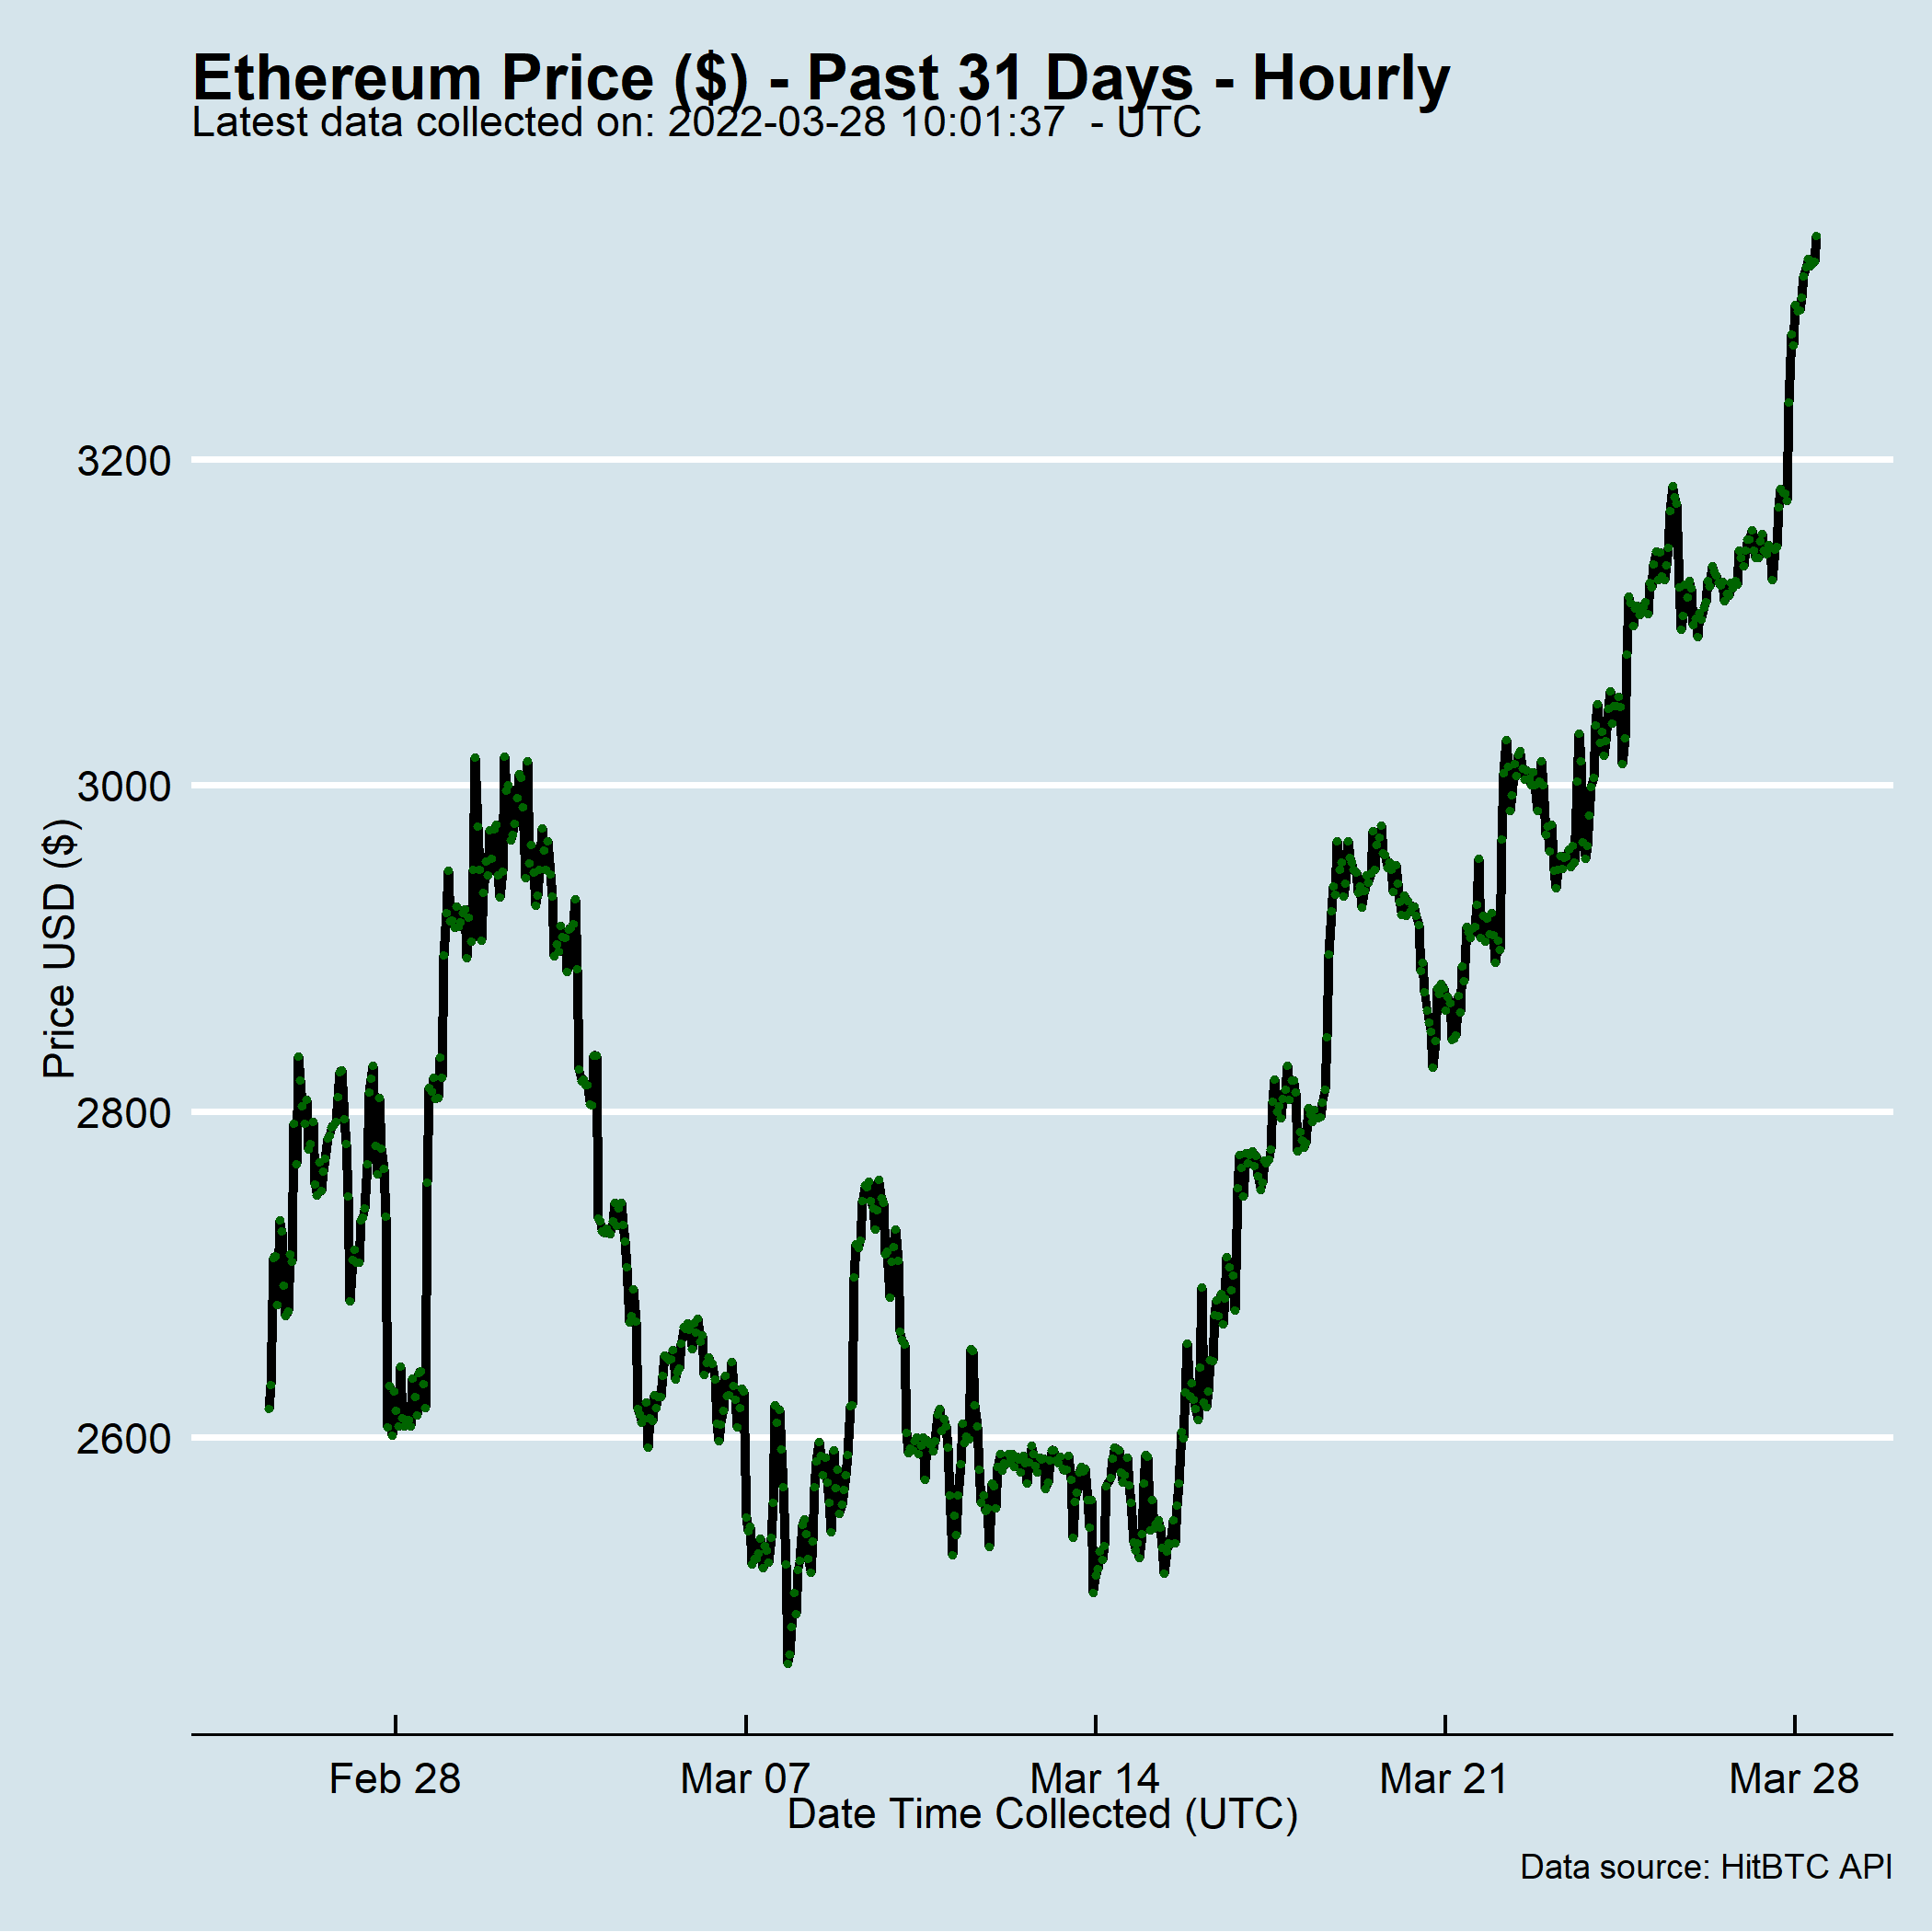 Ethereum Price ($) - Past 31 Days - Hourly
Latest data collected on: 2022-03-28 10:01:37  - UTC
3200
3000
2800
2600
Price USD ($)
Feb 28
Mar 07
Mar 14
Mar 21
Mar 28
Date Time Collected (UTC)
Data source: HitBTC API